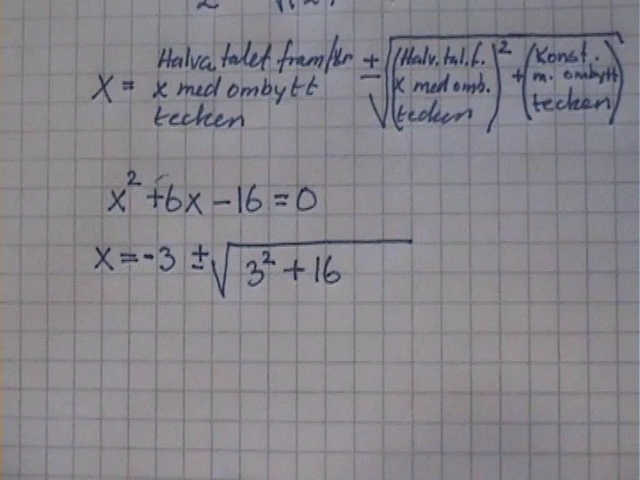 Halva talet framför ± √ (Halv. tal. f. )² + (Konst.
X = x med ombytt x med omb. m. ombytt
tecken tecken tecken)
x² + 6x - 16 = 0
x = -3 ± √ 3² + 16